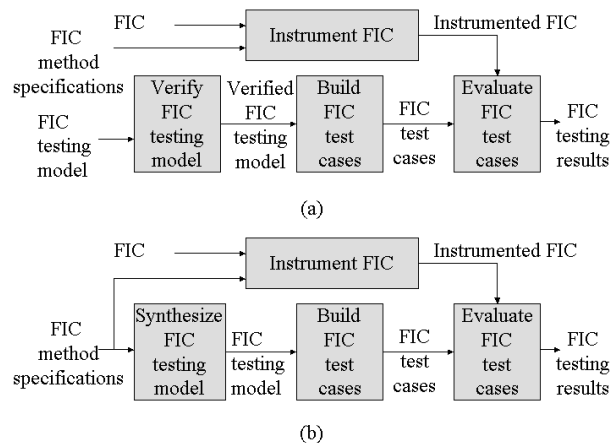 FIC
Instrument FIC
Instrumented FIC
FIC
method
specifications
FIC
testing
model
Verify
FIC
testing
model
Verified
FIC
testing
model
Build
FIC
test
cases
FIC
test
cases
Evaluate
FIC
test
cases
FIC
testing
results
(a)
FIC
Instrument FIC
Instrumented FIC
FIC
method
specifications
Synthesize
FIC
testing
model
FIC
testing
model
Build
FIC
test
cases
FIC
test
cases
Evaluate
FIC
test
cases
FIC
testing
results
(b)